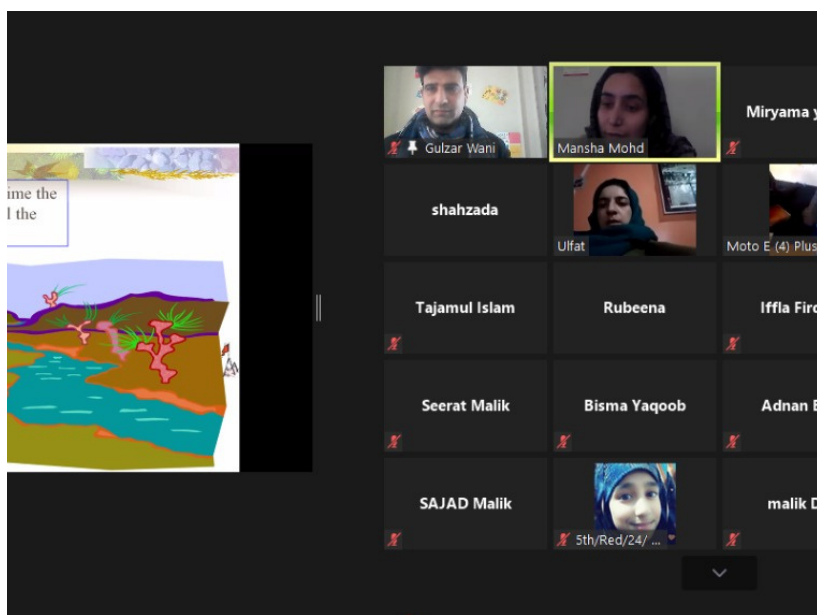 ime the
l the
Gulzar Wani
Mansha Mohd
Miryama y
shahzada
Ulfat
Moto E (4) Plus
Tajamul Islam
Rubeena
Iffla Fird
Seerat Malik
Bisma Yaqoob
Adnan
SAJAD Malik
5th/Red/24/ ...
malik D